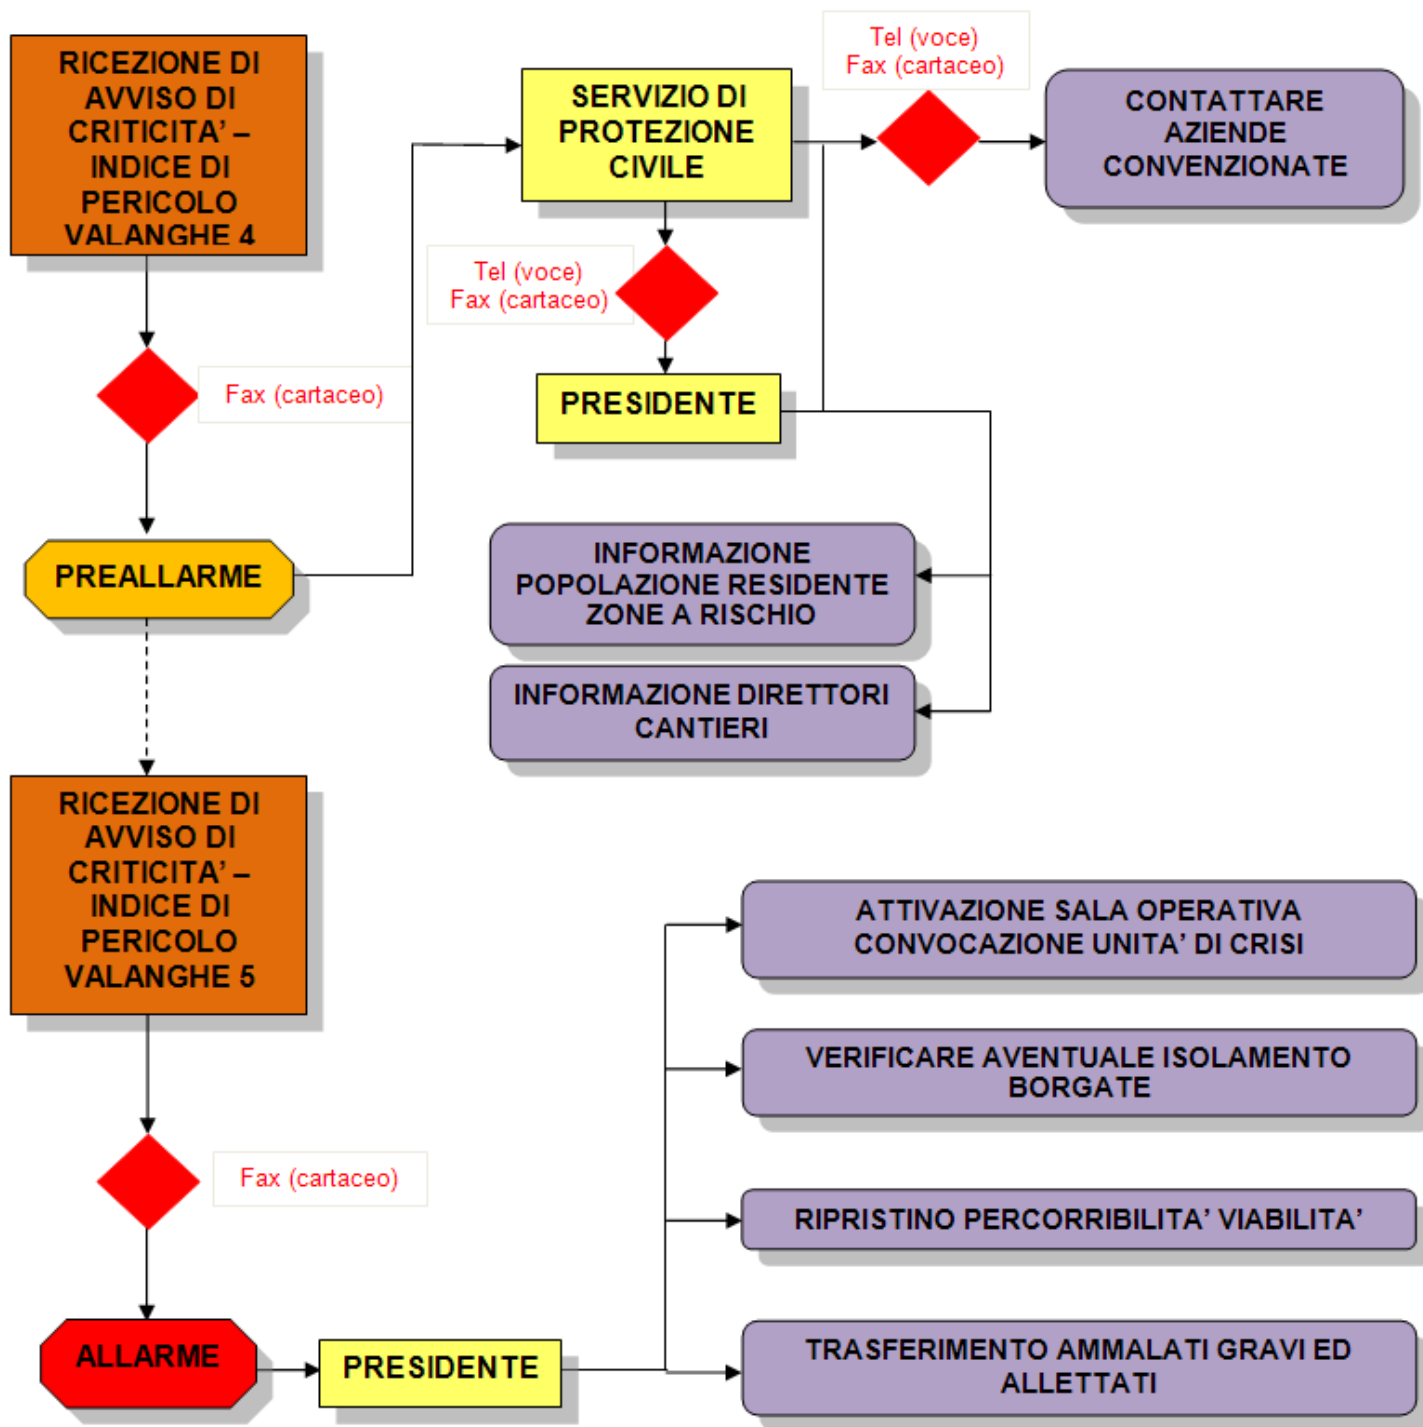 RICEZIONE DI
AVVISO DI
CRITICITA’ –
INDICE DI
PERICOLO
VALANGHE 4
Fax (cartaceo)
PREALLARME
SERVIZIO DI
PROTEZIONE
CIVILE
Tel (voce)
Fax (cartaceo)
CONTATTARE
AZIENDE
CONVENZIONATE
Tel (voce)
Fax (cartaceo)
PRESIDENTE
INFORMAZIONE
POPOLAZIONE RESIDENTE
ZONE A RISCHIO
INFORMAZIONE DIRETTORI
CANTIERI
RICEZIONE DI
AVVISO DI
CRITICITA’ –
INDICE DI
PERICOLO
VALANGHE 5
Fax (cartaceo)
ALLARME
PRESIDENTE
ATTIVAZIONE SALA OPERATIVA
CONVOCAZIONE UNITA’ DI CRISI
VERIFICARE AVENTUALE ISOLAMENTO
BORGATE
RIPRISTINO PERCORRIBILITA’ VIABILITA’
TRASFERIMENTO AMMALATI GRAVI ED
ALLETTATI